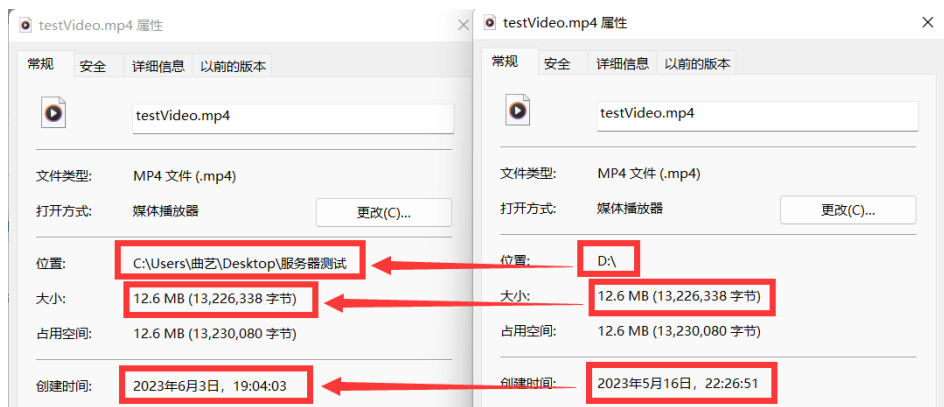 testVideo.mp4 属性
常规 安全 详细信息 以前的版本
testVideo.mp4
文件类型: MP4 文件 (.mp4)
打开方式: 媒体播放器 更改(C)...
位置: C:\Users\曲艺\Desktop\服务器测试
大小: 12.6 MB (13,226,338 字节)
占用空间: 12.6 MB (13,230,080 字节)
创建时间: 2023年6月3日，19:04:03
testVideo.mp4 属性
常规 安全 详细信息 以前的版本
testVideo.mp4
文件类型: MP4 文件 (.mp4)
打开方式: 媒体播放器 更改(C)...
位置: D:\
大小: 12.6 MB (13,226,338 字节)
占用空间: 12.6 MB (13,230,080 字节)
创建时间: 2023年5月16日，22:26:51